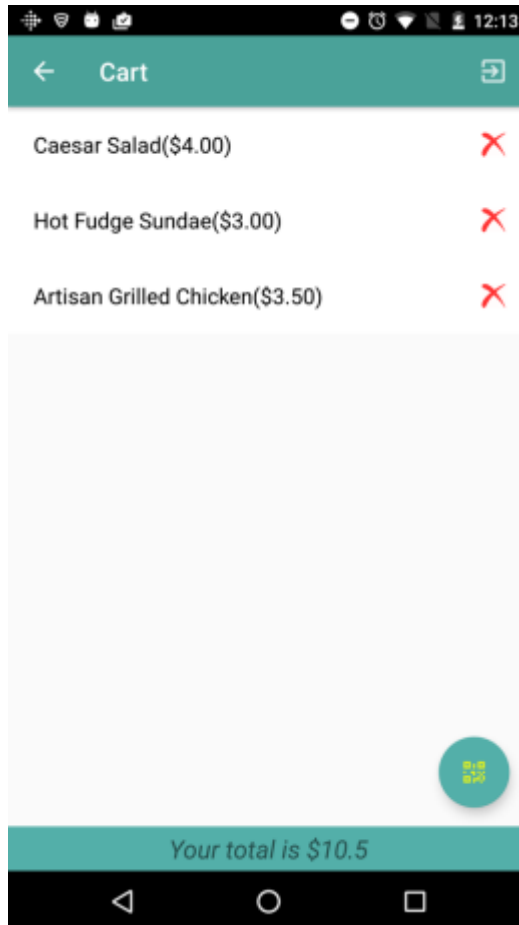 12:13
Cart
Caesar Salad($4.00)
Hot Fudge Sundae($3.00)
Artisan Grilled Chicken($3.50)
Your total is $10.5